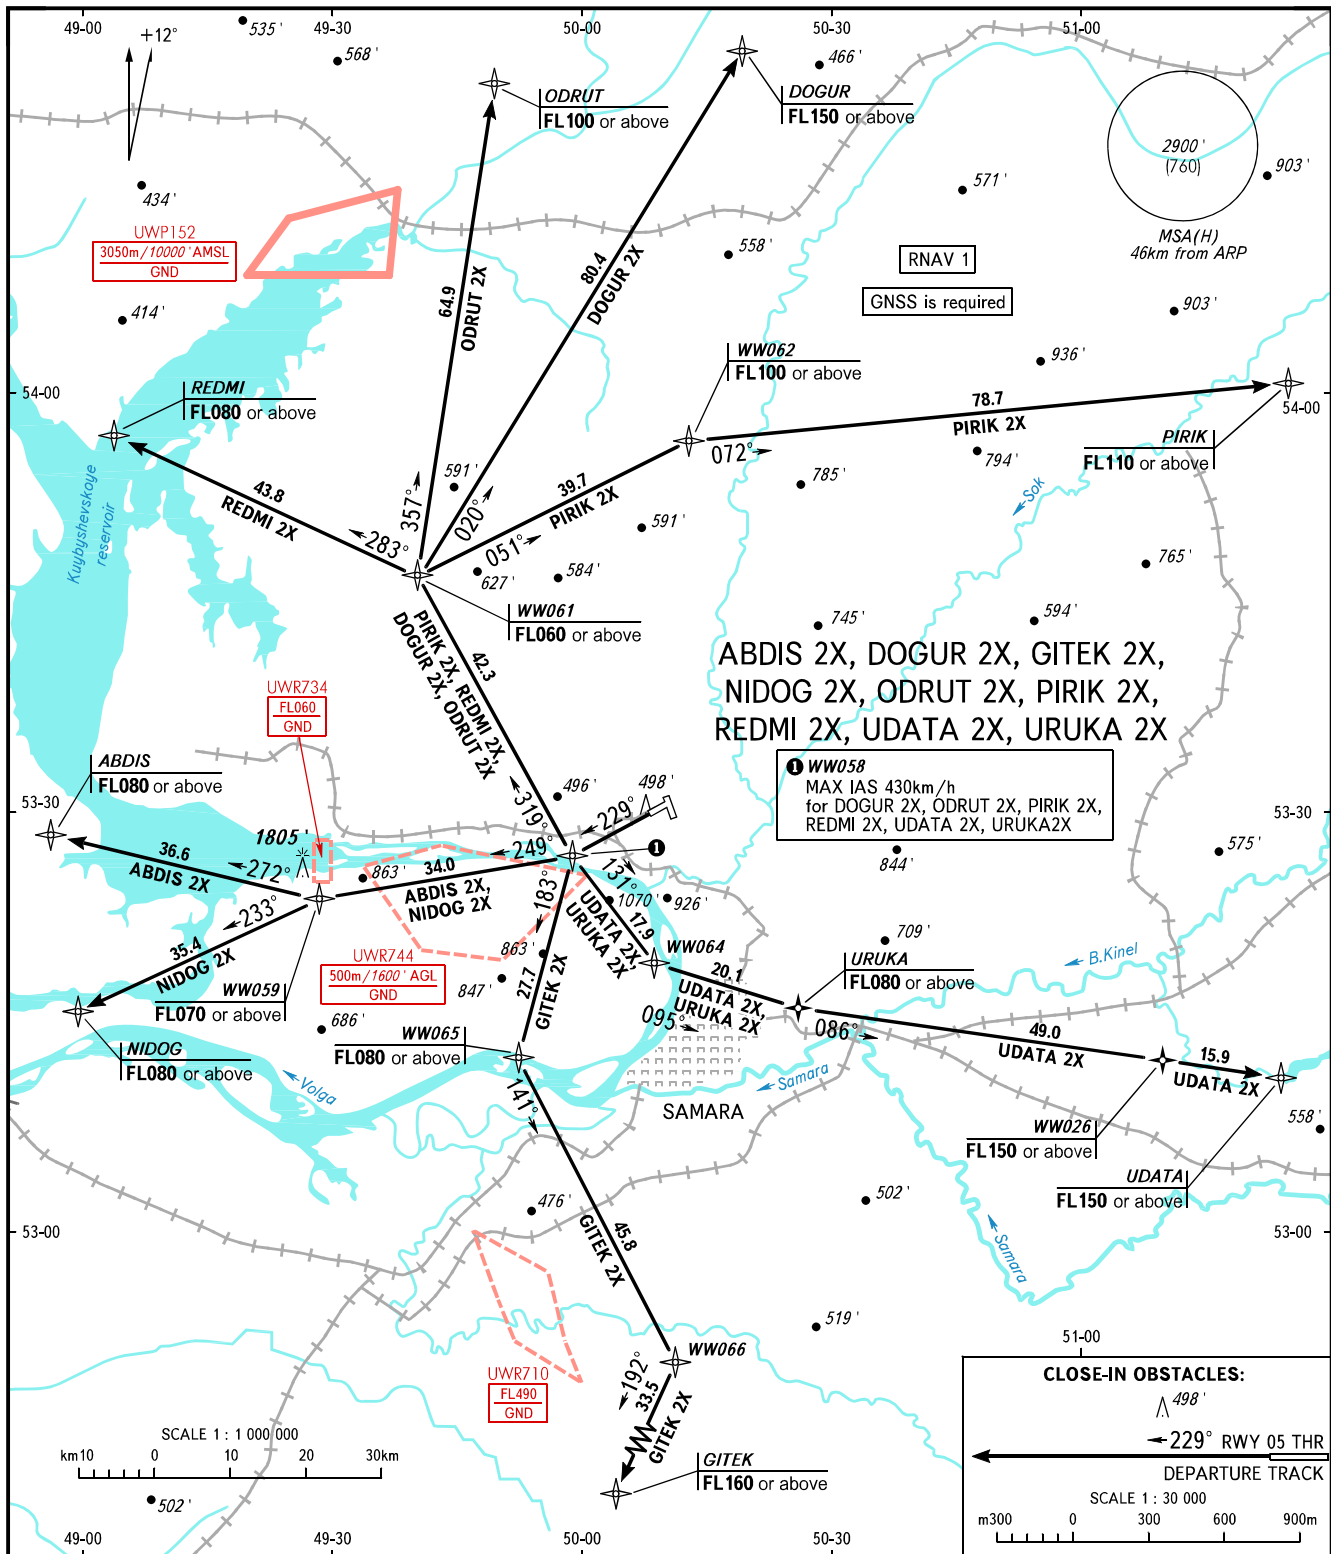 49-00
49-30
50-00
50-30
51-00
+12°
535'
568'
466'
ODRUT
FL100 or above
DOGUR
FL150 or above
2900'
(760)
903'
434'
571'
MSA(H)
46km from ARP
UWP152
3050m/10000'AMSL
GND
558'
RNAV 1
GNSS is required
414'
64.9
ODRUT 2X
80.4
DOGUR 2X
903'
WW062
FL100 or above
936'
REDMI
FL080 or above
54-00
54-00
78.7
PIRIK 2X
PIRIK
FL110 or above
072°
794'
785'
591'
43.8
REDMI 2X
39.7
PIRIK 2X
357°
020°
051°
283°
591'
Sok
Kuybyshevskoye
reservoir
627'
584'
765'
WW061
FL060 or above
745'
594'
42.3
PIRIK 2X, REDMI 2X,
DOGUR 2X, ODRUT 2X
ABDIS 2X, DOGUR 2X, GITEK 2X,
NIDOG 2X, ODRUT 2X, PIRIK 2X,
REDMI 2X, UDATA 2X, URUKA 2X
UWR734
FL060
GND
ABDIS
FL080 or above
1 WW058
MAX IAS 430km/h
for DOGUR 2X, ODRUT 2X, PIRIK 2X,
REDMI 2X, UDATA 2X, URUKA2X
496'
498'
319°
229°
53-30
53-30
1805'
249°
1
575'
844'
36.6
ABDIS 2X
272°
863'
34.0
ABDIS 2X,
NIDOG 2X
183°
131°
1070'
926'
233°
35.4
NIDOG 2X
17.9
UDATA 2X,
URUKA 2X
709'
WW064
UWR744
500m/1600' AGL
GND
863'
847'
27.7
GITEK 2X
20.1
UDATA 2X,
URUKA 2X
URUKA
FL080 or above
B.Kinel
WW059
FL070 or above
686'
WW065
FL080 or above
095°
086°
49.0
UDATA 2X
15.9
UDATA 2X
NIDOG
FL080 or above
Volga
141°
Samara
SAMARA
558'
WW026
FL150 or above
UDATA
FL150 or above
476'
502'
45.8
GITEK 2X
53-00
53-00
Samara
519'
51-00
WW066
UWR710
FL490
GND
192°
33.5
GITEK 2X
CLOSE-IN OBSTACLES:
498'
229° RWY 05 THR
DEPARTURE TRACK
SCALE 1 : 1 000 000
km10 0 10 20 30km
GITEK
FL160 or above
SCALE 1 : 30 000
m300 0 300 600 900m
502'
49-00
49-30
50-00
50-30